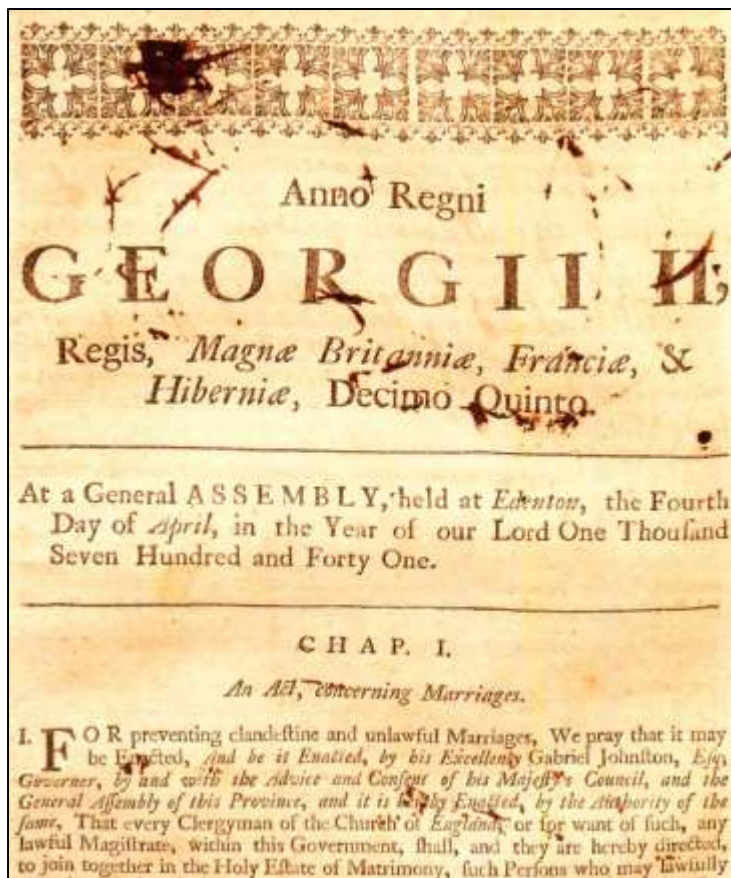 Anno Regni
GEORGII II,
Regis, Magnæ Britanniæ, Franciæ, &
Hiberniæ, Decimo Quinto.
At a General ASSEMBLY, held at Edenton, the Fourth
Day of April, in the Year of our Lord One Thouſand
Seven Hundred and Forty One.
CHAP. I.
An Act, concerning Marriages.
I. FOR preventing clandeſtine and unlawful Marriages, We pray that it may
be Enacted, And be it Enacted, by his Excellency Gabriel Johnſton, Eſq;
Governer, by and with the Advice and Conſent of his Majeſty's Council, and the
General Aſſembly of this Province, and it is hereby Enacted, by the Authority of the
ſame, That every Clergyman of the Church of England, or for want of ſuch, any
lawful Magiſtrate, within this Government, ſhall, and they are hereby directed,
to join together in the Holy Eſtate of Matrimony, ſuch Perſons who may lawfully